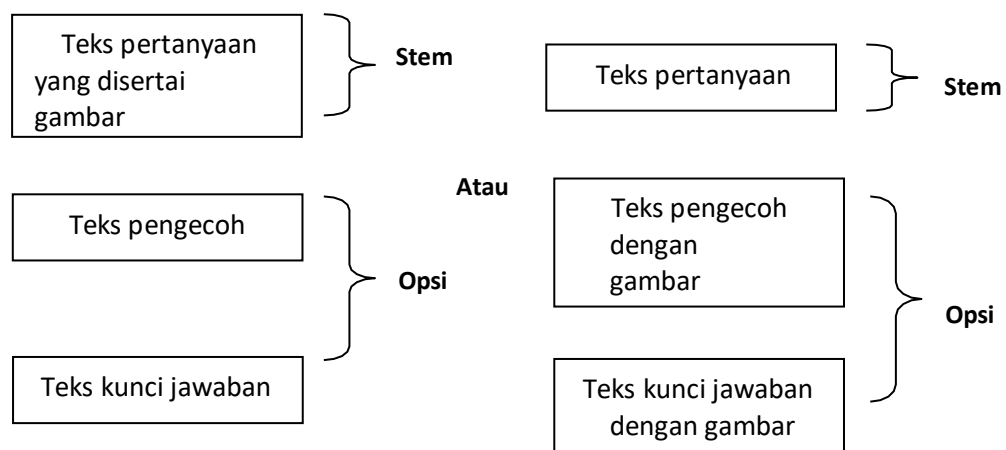 Teks pertanyaan
yang disertai
gambar
Stem
Teks pengecoh
Opsi
Teks kunci jawaban
Atau
Teks pertanyaan
Stem
Teks pengecoh
dengan
gambar
Opsi
Teks kunci jawaban
dengan gambar